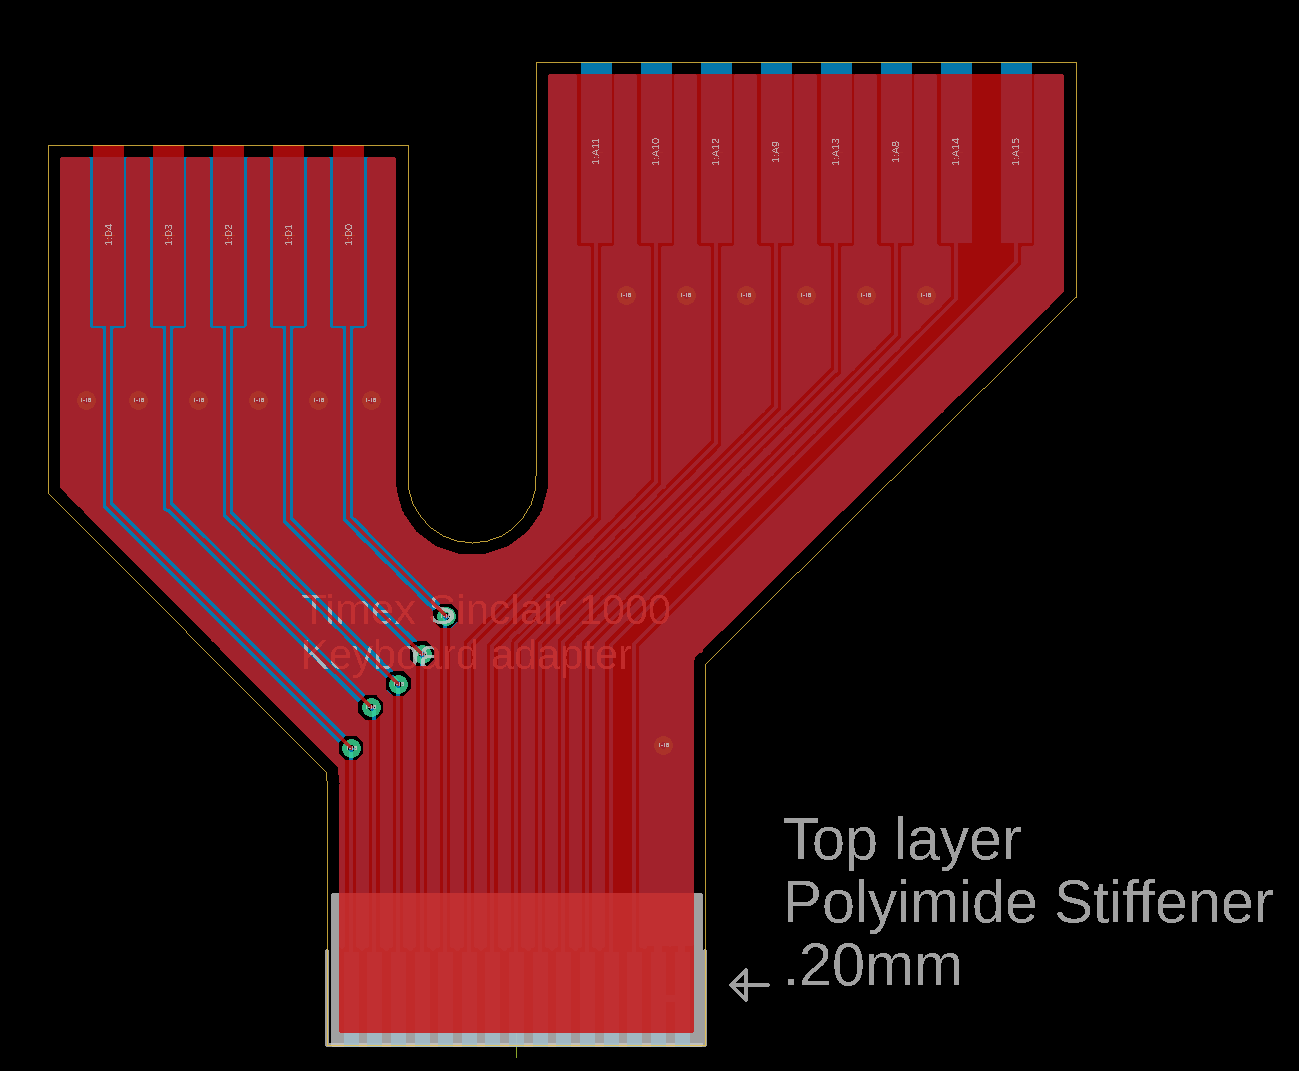 1:A11 1:A10 1:A12 1:A9 1:A13 1:A8 1:A14 1:A15
1:D4 1:D3 1:D2 1:D1 1:D0
Timex Sinclair 1000
Keyboard adapter
Top layer
Polyimide Stiffener
.20mm